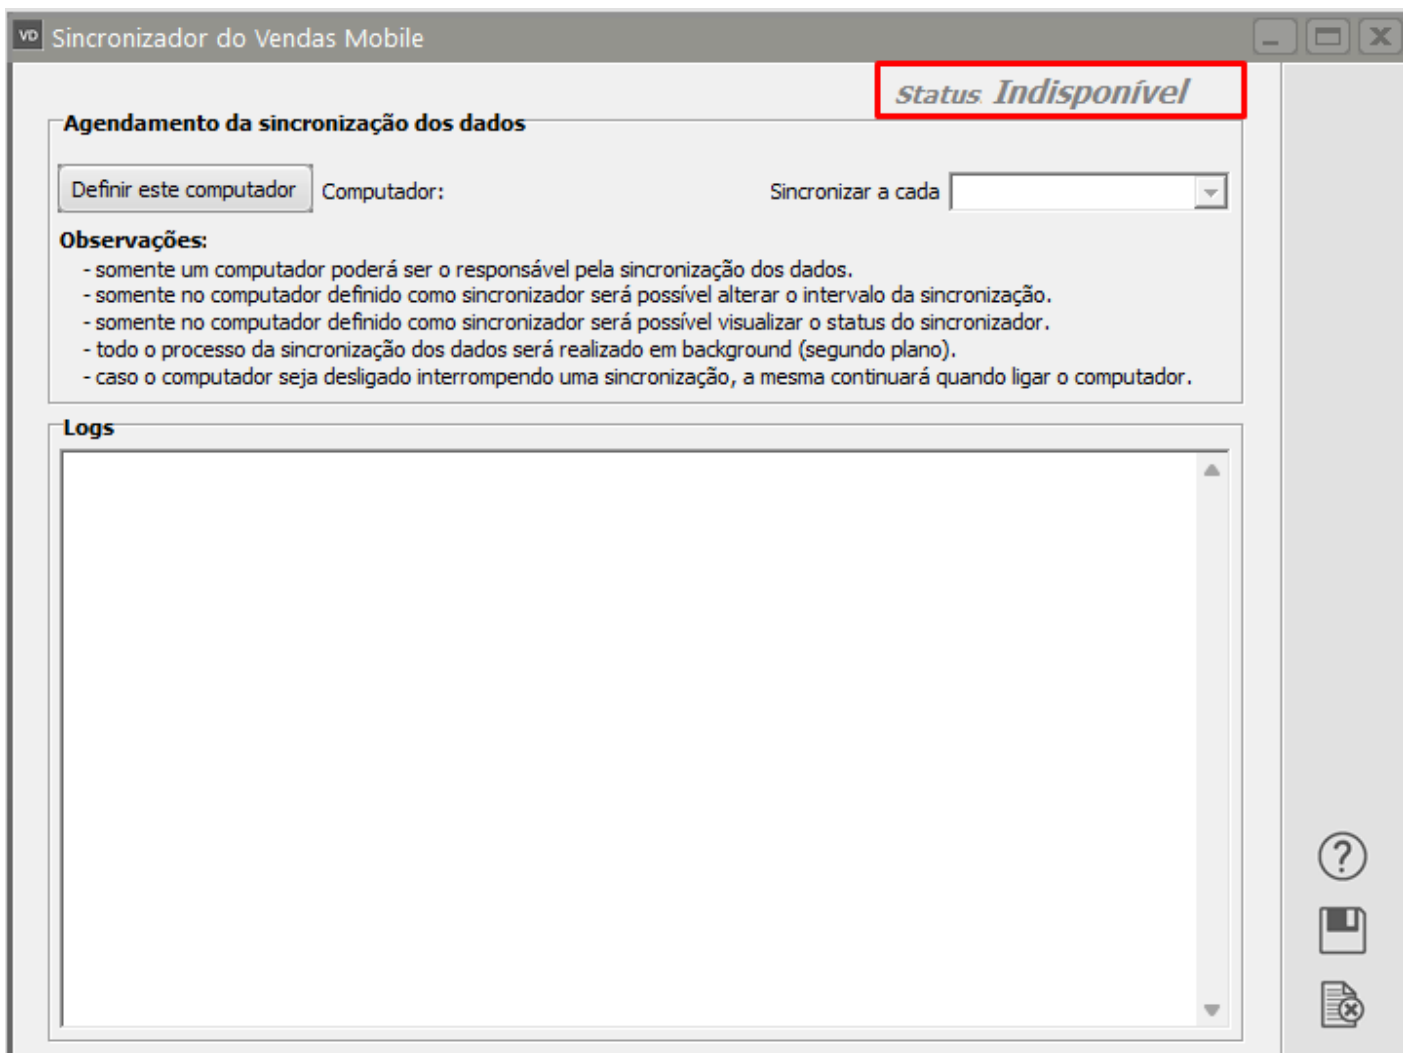 VD Sincronizador do Vendas Mobile
Status: Indisponível
Agendamento da sincronização dos dados
Definir este computador Computador: Sincronizar a cada
Observações:
- somente um computador poderá ser o responsável pela sincronização dos dados.
- somente no computador definido como sincronizador será possível alterar o intervalo da sincronização.
- somente no computador definido como sincronizador será possível visualizar o status do sincronizador.
- todo o processo da sincronização dos dados será realizado em background (segundo plano).
- caso o computador seja desligado interrompendo uma sincronização, a mesma continuará quando ligar o computador.
Logs